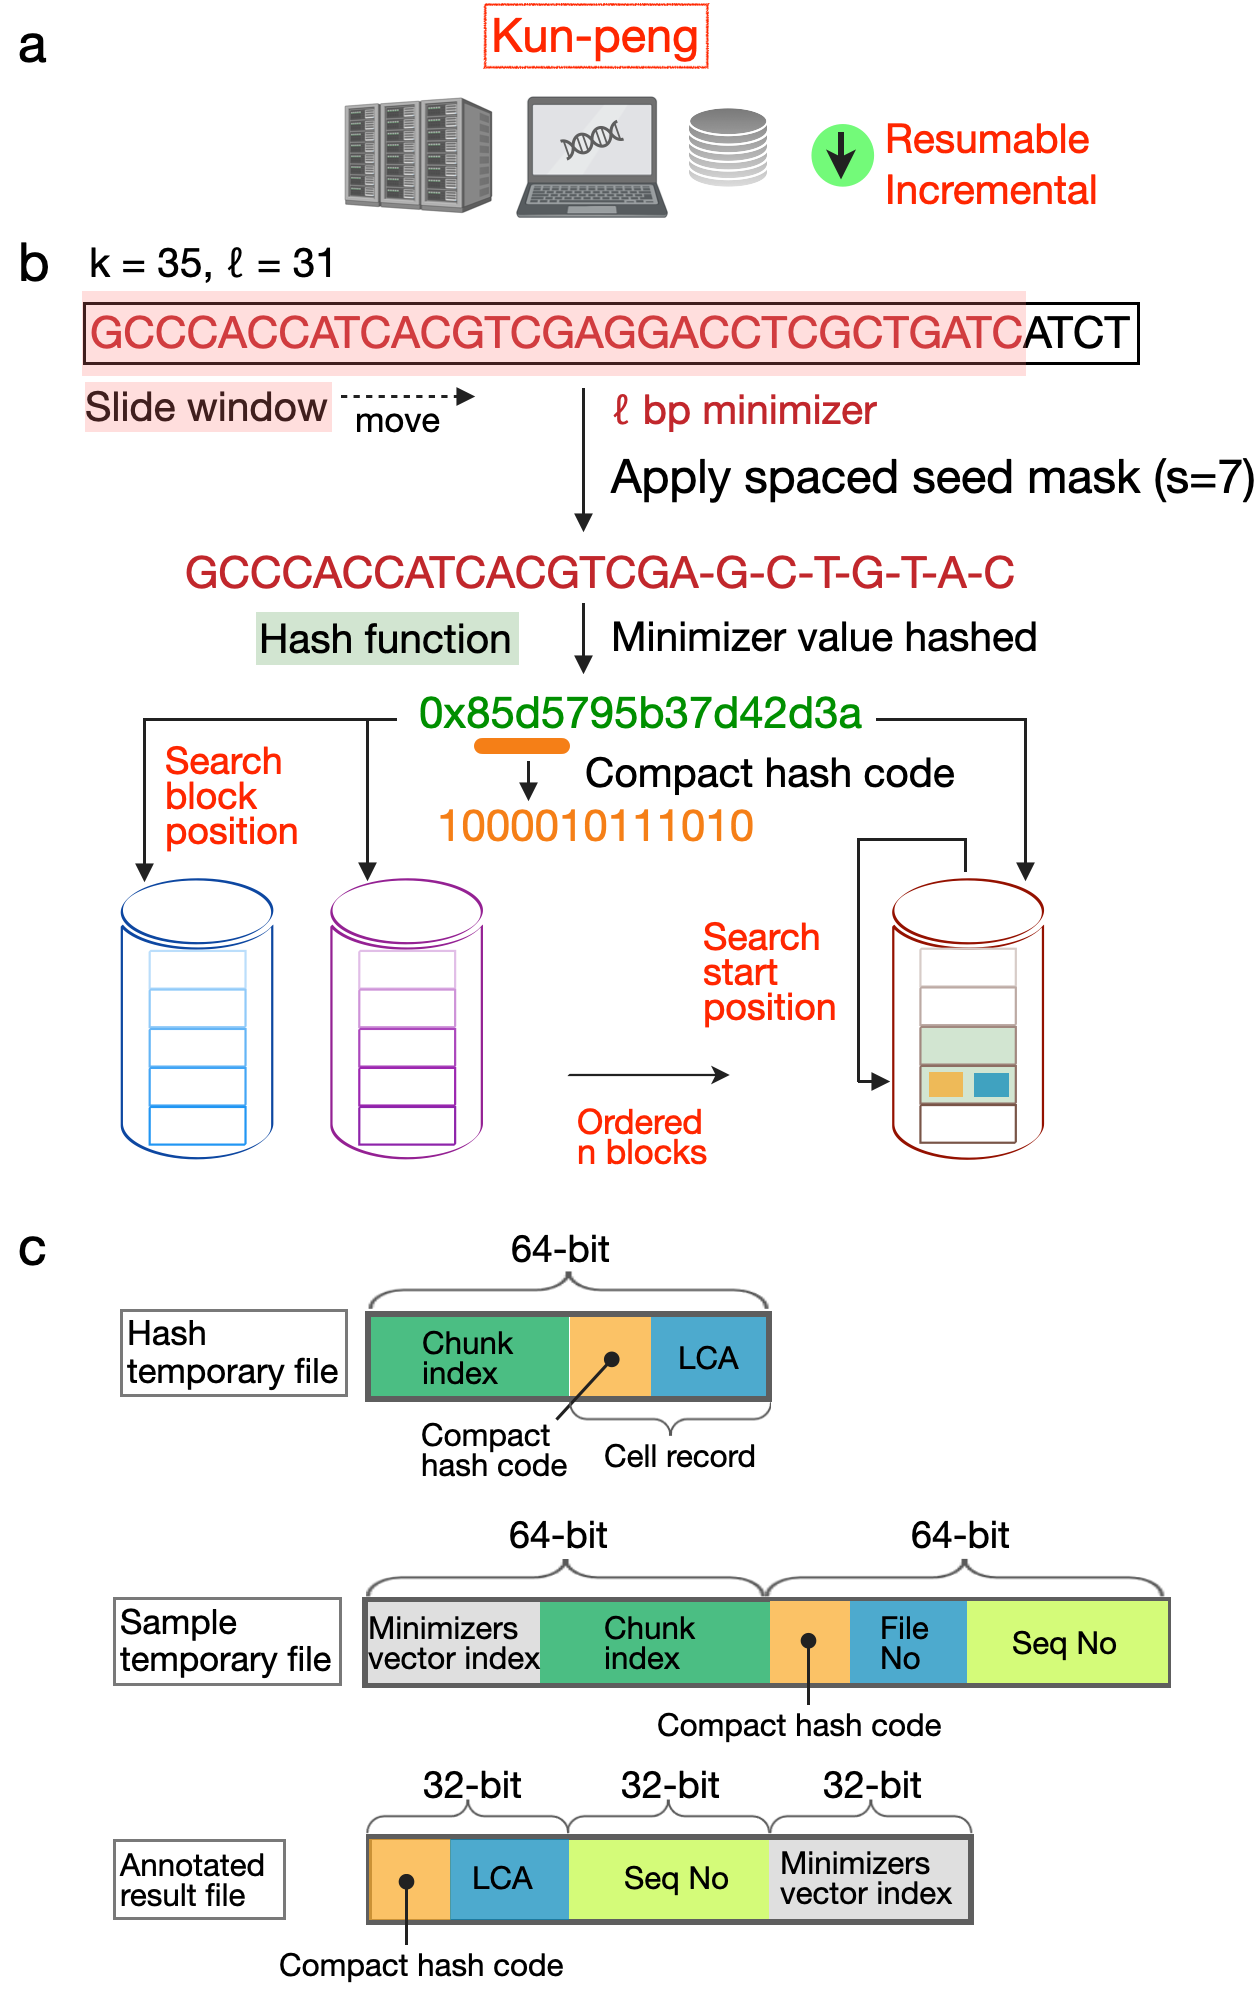 a
Kun-peng
Resumable
Incremental
b
k = 35, ℓ = 31
GCCCACCATCACGTCGAGGACCTCGCTGATCATCT
Slide window
move
ℓ bp minimizer
Apply spaced seed mask (s=7)
GCCCACCATCACGTCGA-G-C-T-G-T-A-C
Hash function
Minimizer value hashed
0x85d5795b37d42d3a
Search
block
position
Compact hash code
1000010111010
Search
start
position
Ordered
n blocks
c
64-bit
Hash
temporary file
Chunk
index
LCA
Compact
hash code
Cell record
64-bit
64-bit
Sample
temporary file
Minimizers
vector index
Chunk
index
File
No
Seq No
Compact hash code
32-bit
32-bit
32-bit
Annotated
result file
LCA
Seq No
Minimizers
vector index
Compact hash code